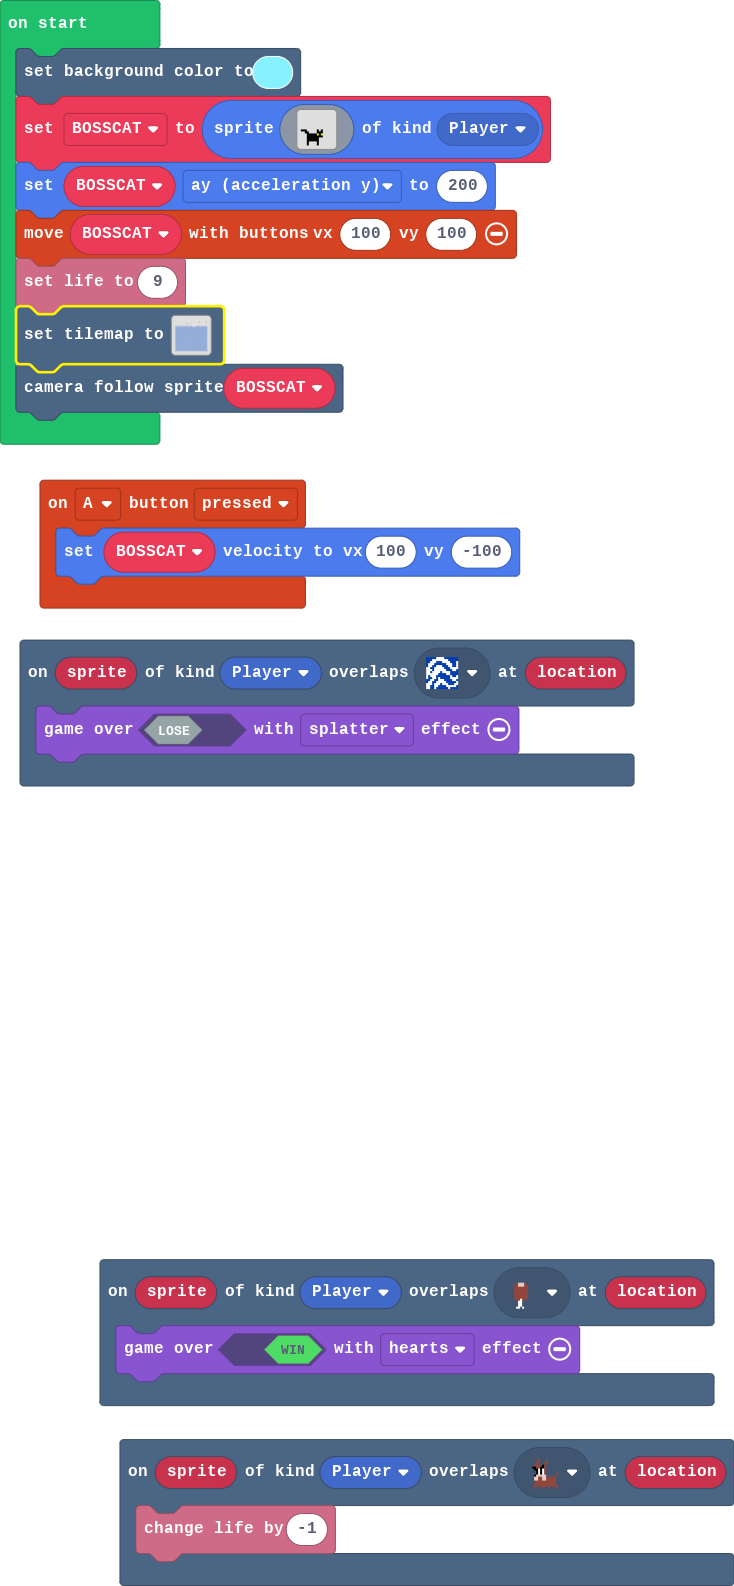 on start
set background color to
set BOSSCAT to sprite of kind Player
set BOSSCAT ay (acceleration y) to 200
move BOSSCAT with buttons vx 100 vy 100
set life to 9
set tilemap to
camera follow sprite BOSSCAT
on A button pressed
set BOSSCAT velocity to vx 100 vy -100
on sprite of kind Player overlaps at location
game over LOSE with splatter effect
on sprite of kind Player overlaps at location
game over WIN with hearts effect
on sprite of kind Player overlaps at location
change life by -1